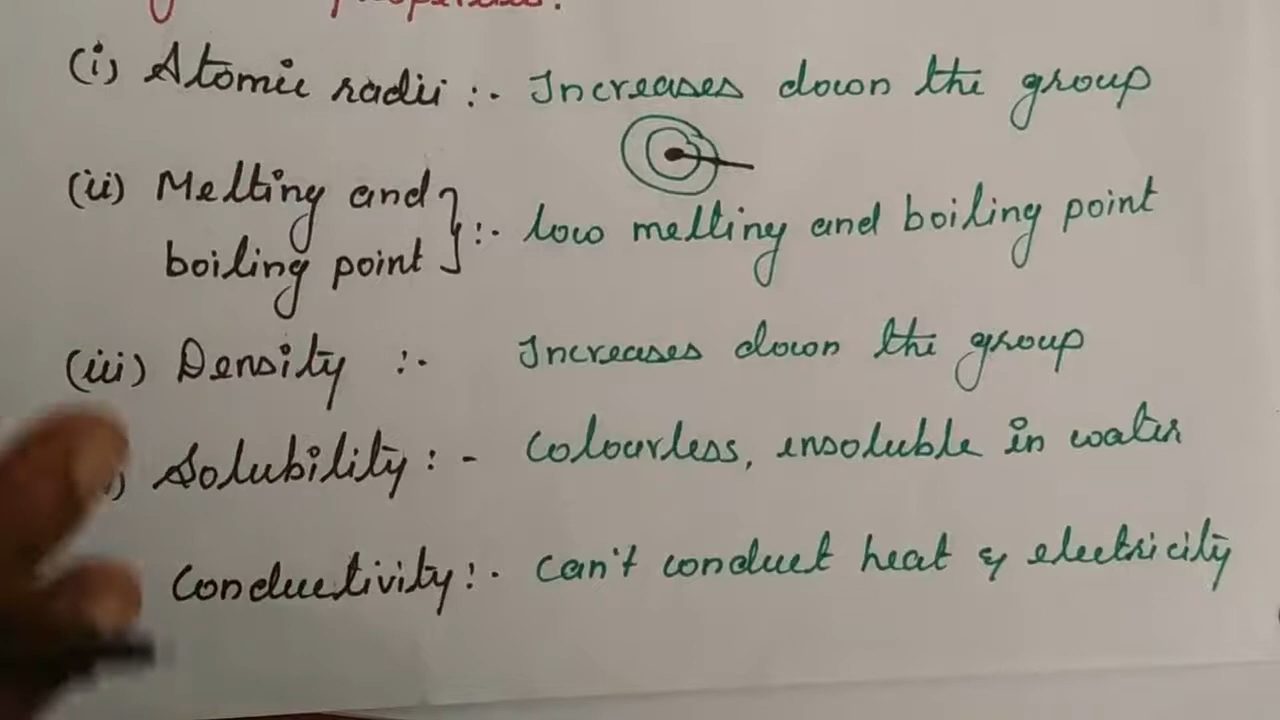 properties:
(i) Atomic radii :- Increases down the group
(ii) Melting and
boiling point } :- low melting and boiling point
(iii) Density :- Increases down the group
) Solubility :- Colourless, insoluble in water
Conductivity :- Can't conduct heat & electricity